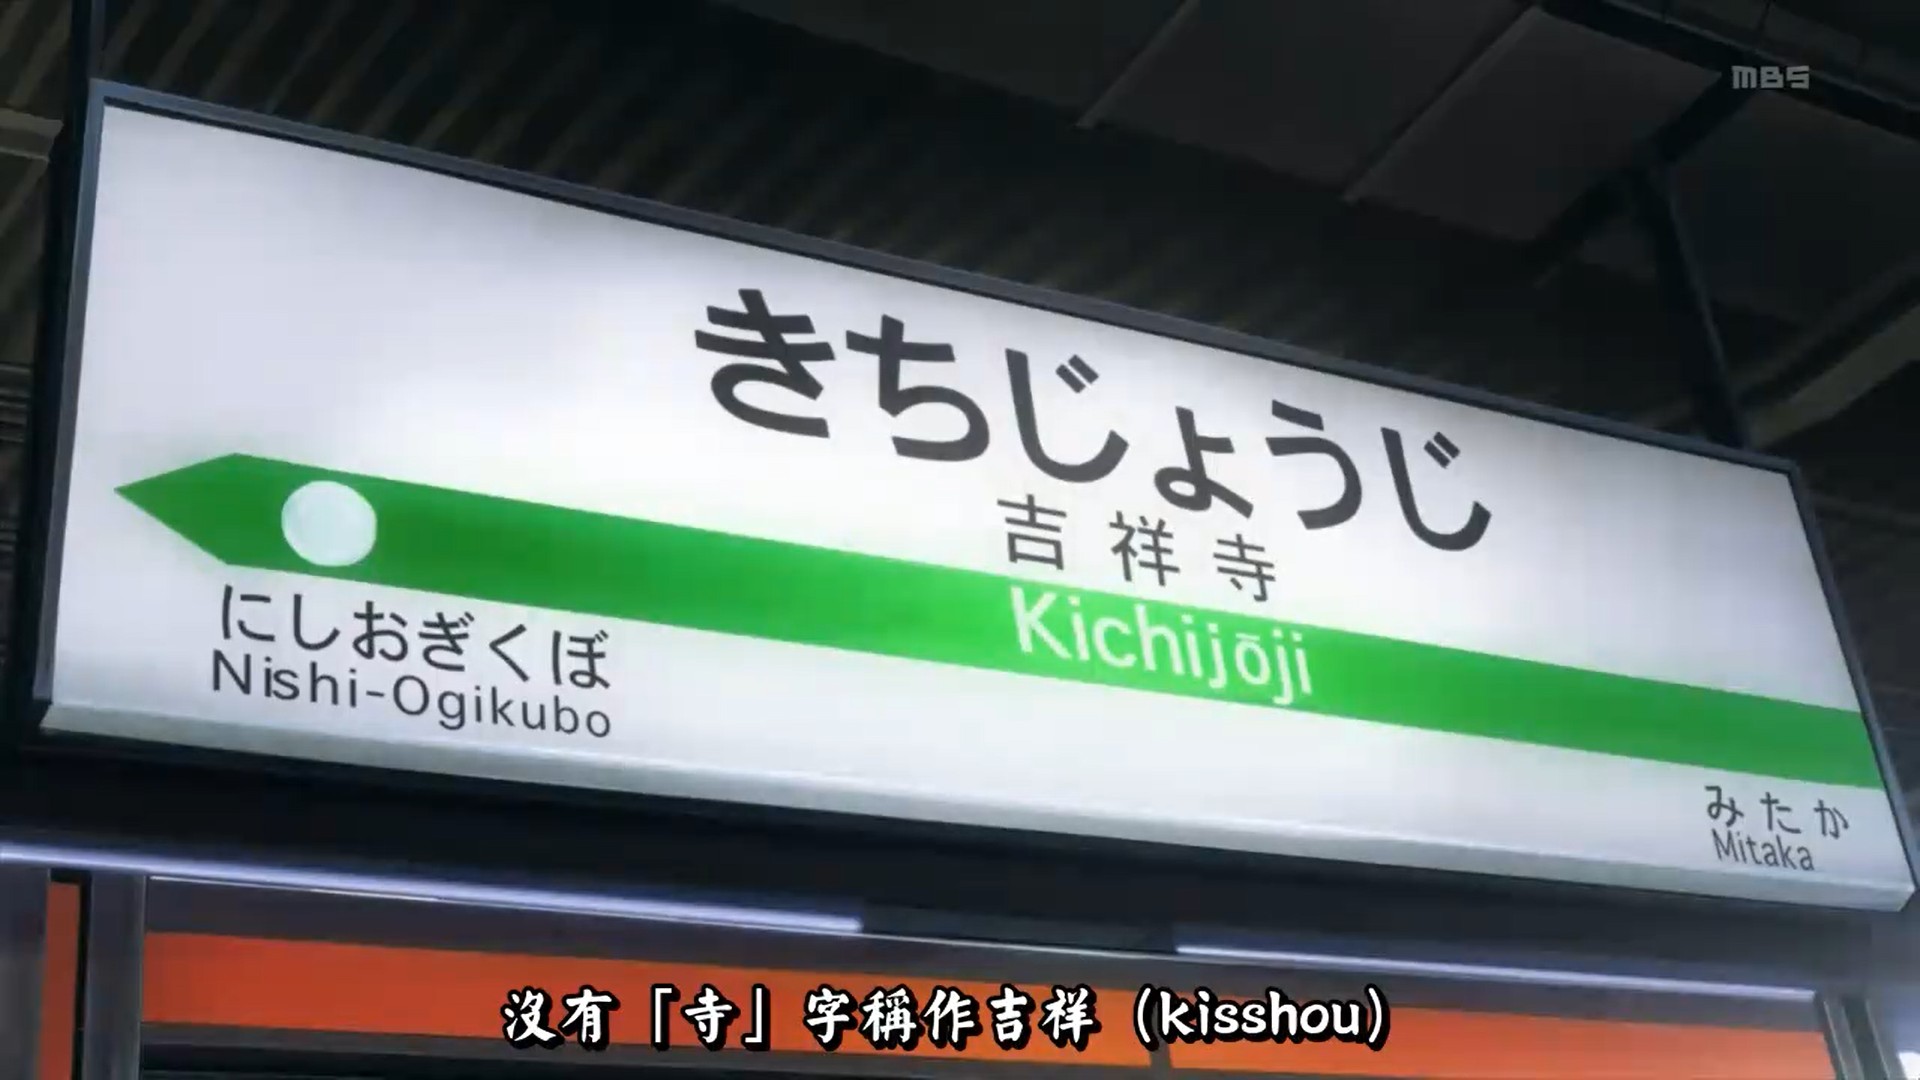 MBS
きちじょうじ
吉祥寺
Kichijōji
にしおぎくぼ
Nishi-Ogikubo
みたか
Mitaka
沒有「寺」字稱作吉祥（kisshou）